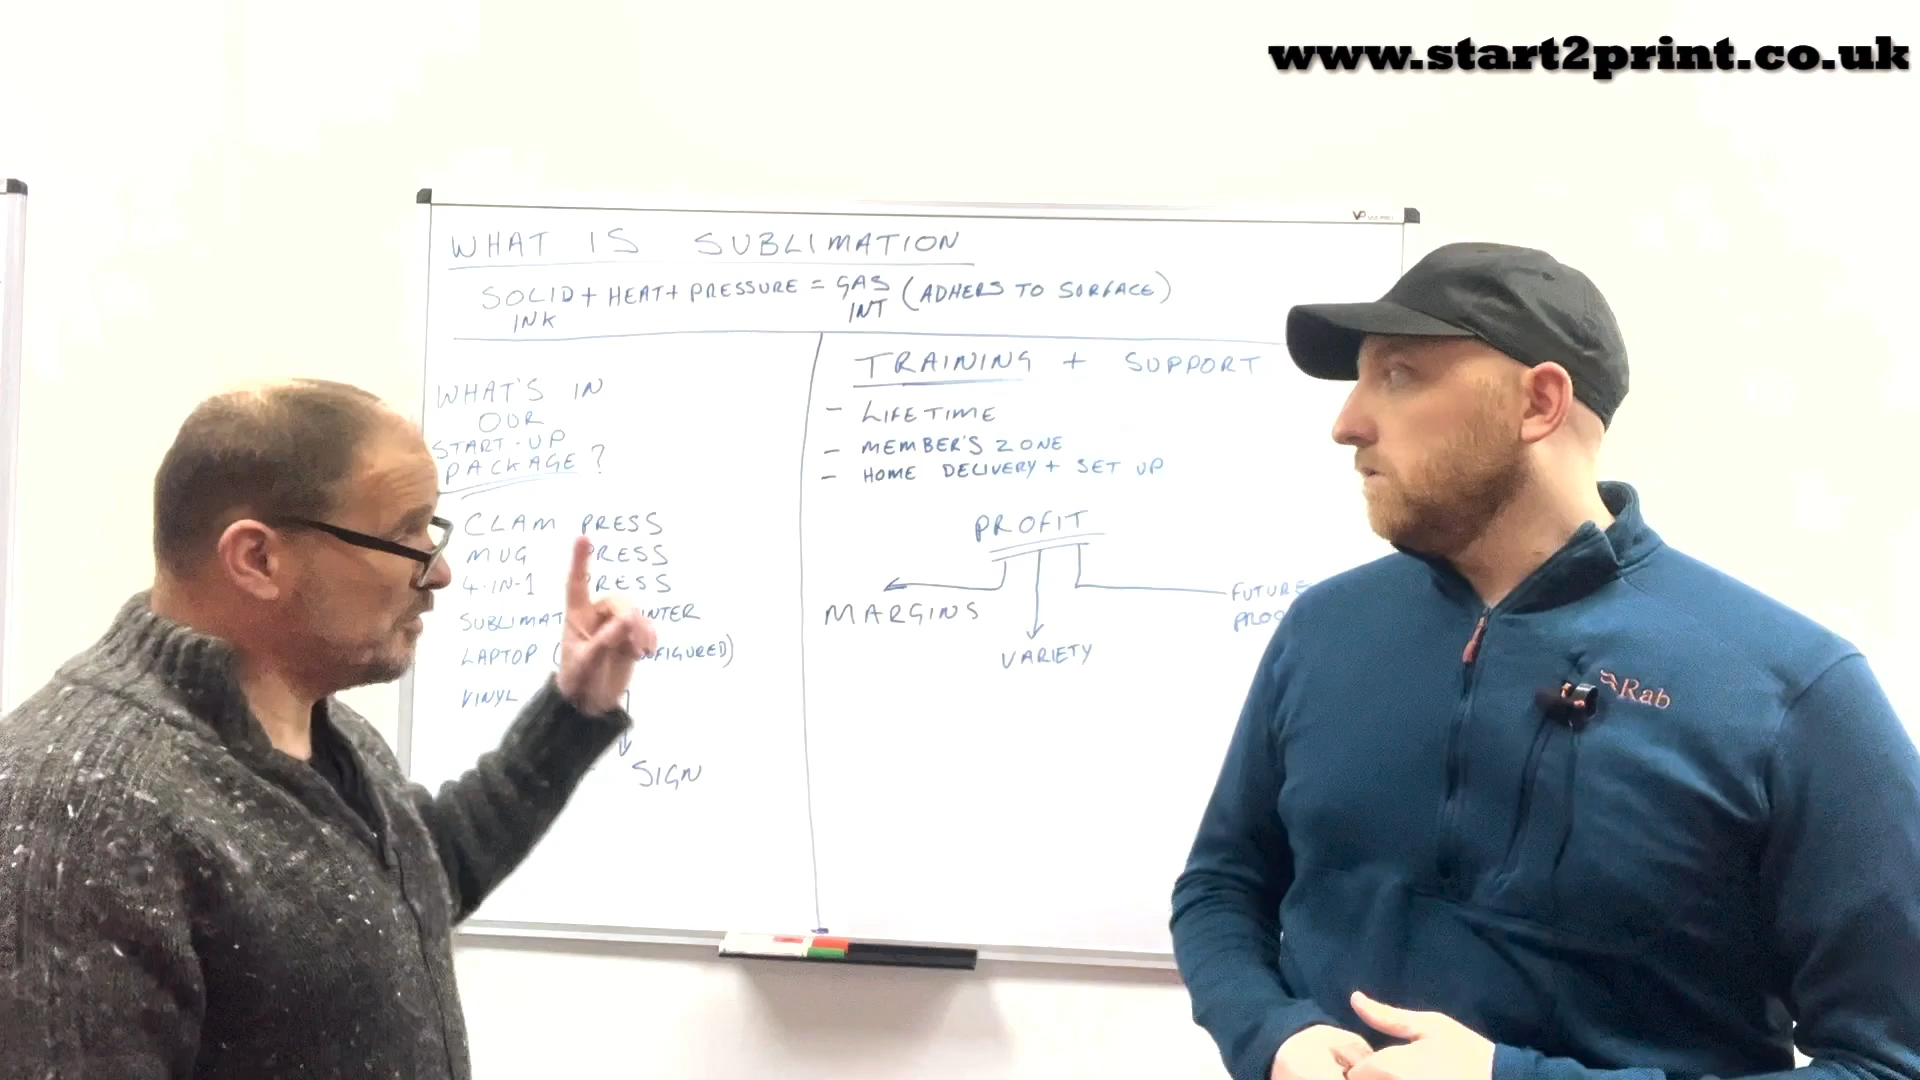 www.start2print.co.uk
WHAT IS SUBLIMATION
SOLID + HEAT + PRESSURE = GAS (ADHERS TO SURFACE)
INK INT
WHAT'S IN
OUR
START-UP
PACKAGE?
CLAM PRESS
MUG PRESS
4-IN-1 PRESS
LAPTOP
VINYL
SIGN
TRAINING + SUPPORT
- LIFETIME
- MEMBER'S ZONE
- HOME DELIVERY + SET UP
PROFIT
MARGINS
VARIETY
FUTURE
Rab